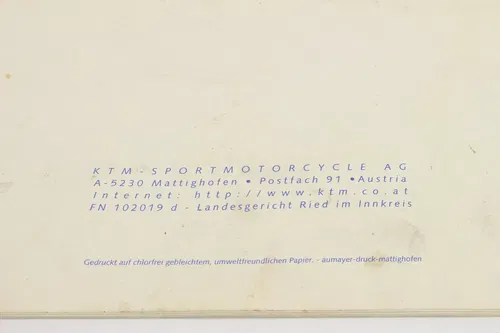 KTM-SPORTMOTORCYCLE AG
A-5230 Mattighofen • Postfach 91 •Austria
Internet: http://www.ktm.co.at
FN 102019 d - Landesgericht Ried im Innkreis
Gedruckt auf chlorfrei gebleichtem, umweltfreundlichen Papier. - aumayer-druck-mattighofen